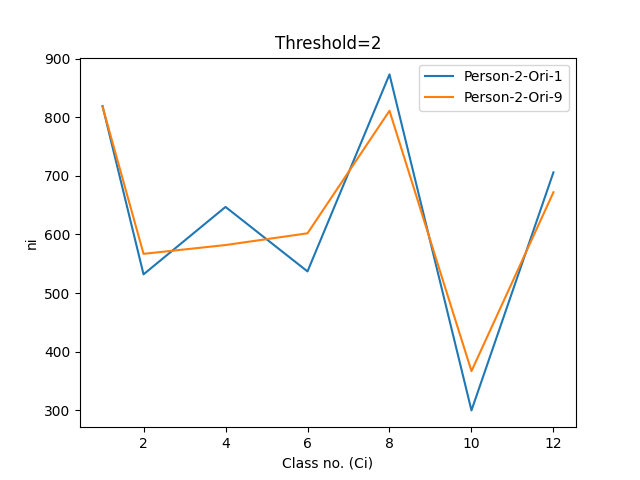 Threshold=2
Person-2-Ori-1
Person-2-Ori-9
ni
900
800
700
600
500
400
300
2 4 6 8 10 12
Class no. (Ci)